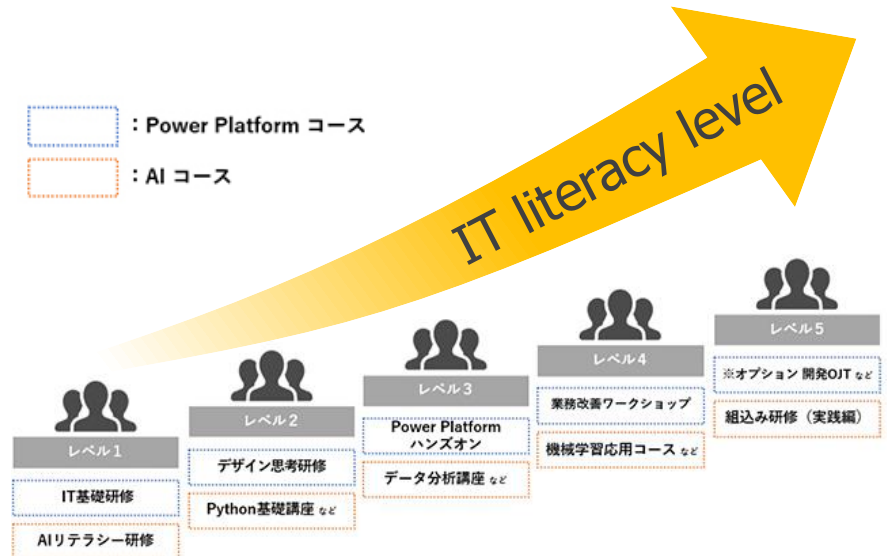 ：Power Platform コース
：AI コース
IT literacy level
レベル１
IT基礎研修
AIリテラシー研修
レベル２
デザイン思考研修
Python基礎講座 など
レベル３
Power Platform
ハンズオン
データ分析講座 など
レベル４
業務改善ワークショップ
機械学習応用コース など
レベル５
※オプション 開発OJT など
組込み研修（実践編）